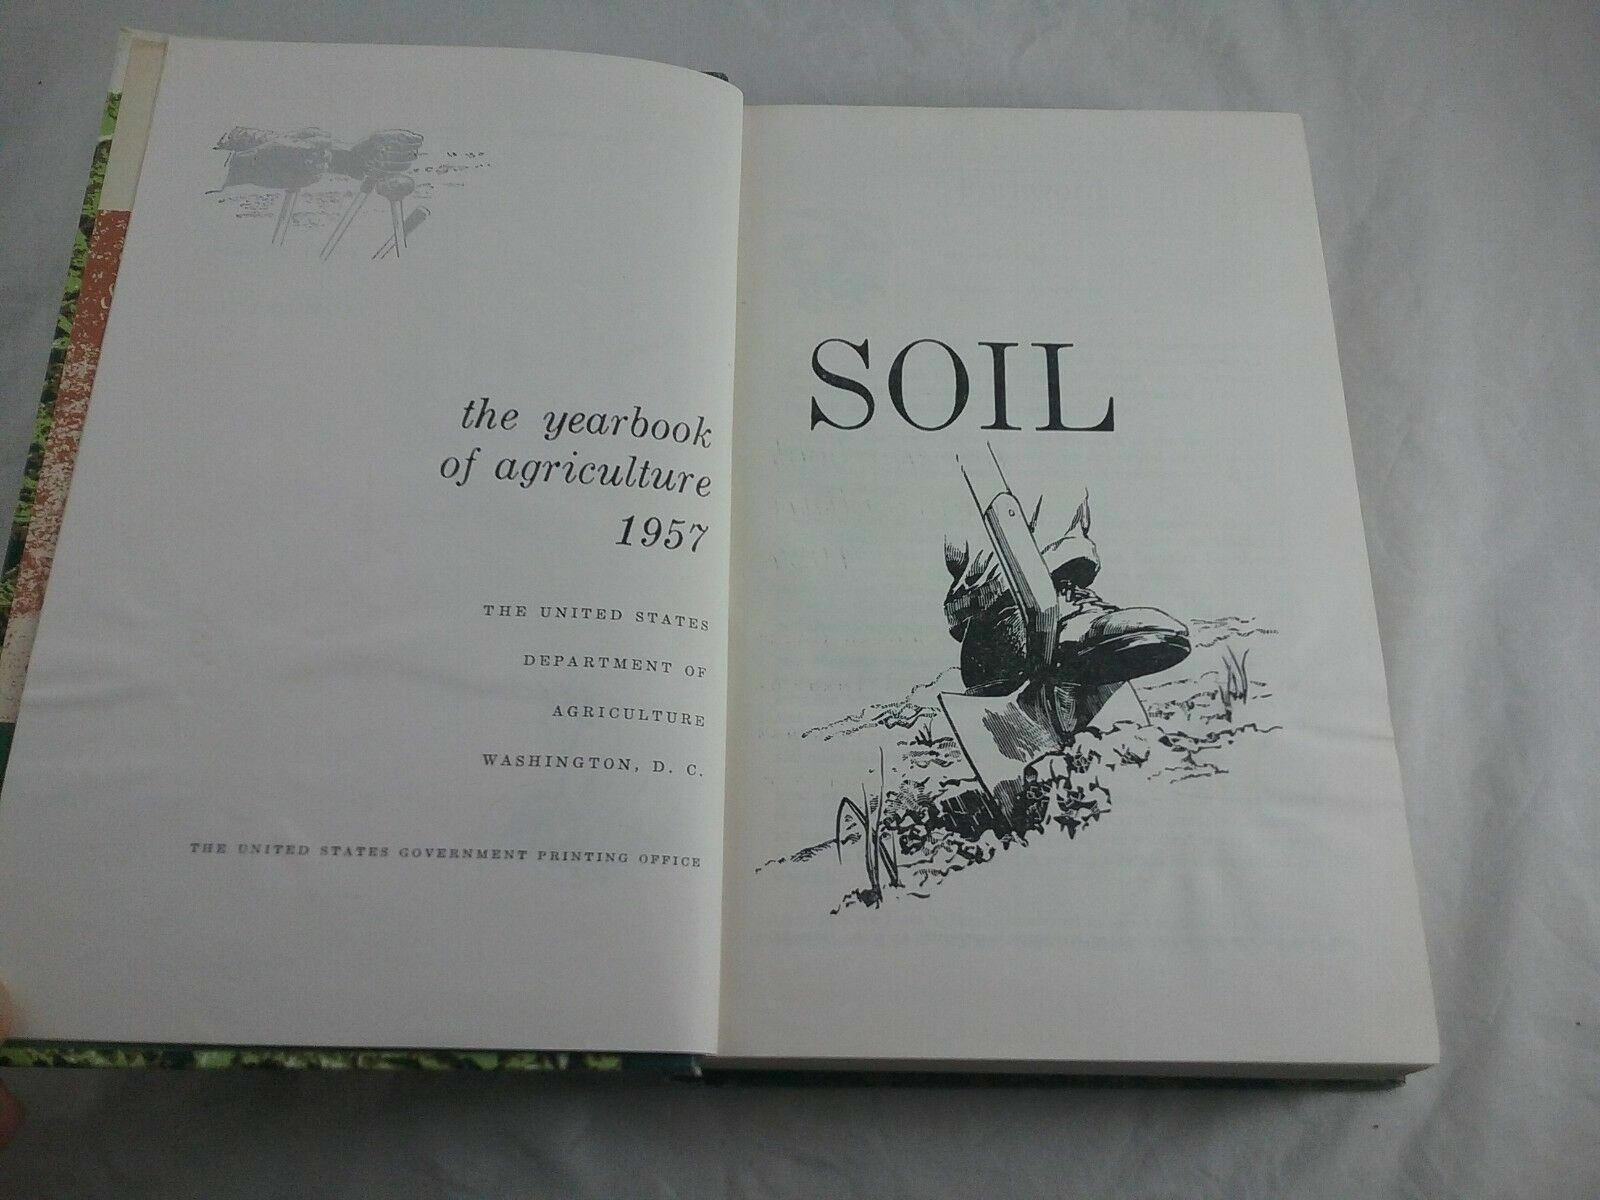 the yearbook
of agriculture
1957
THE UNITED STATES
DEPARTMENT OF
AGRICULTURE
WASHINGTON, D. C.
THE UNITED STATES GOVERNMENT PRINTING OFFICE
SOIL